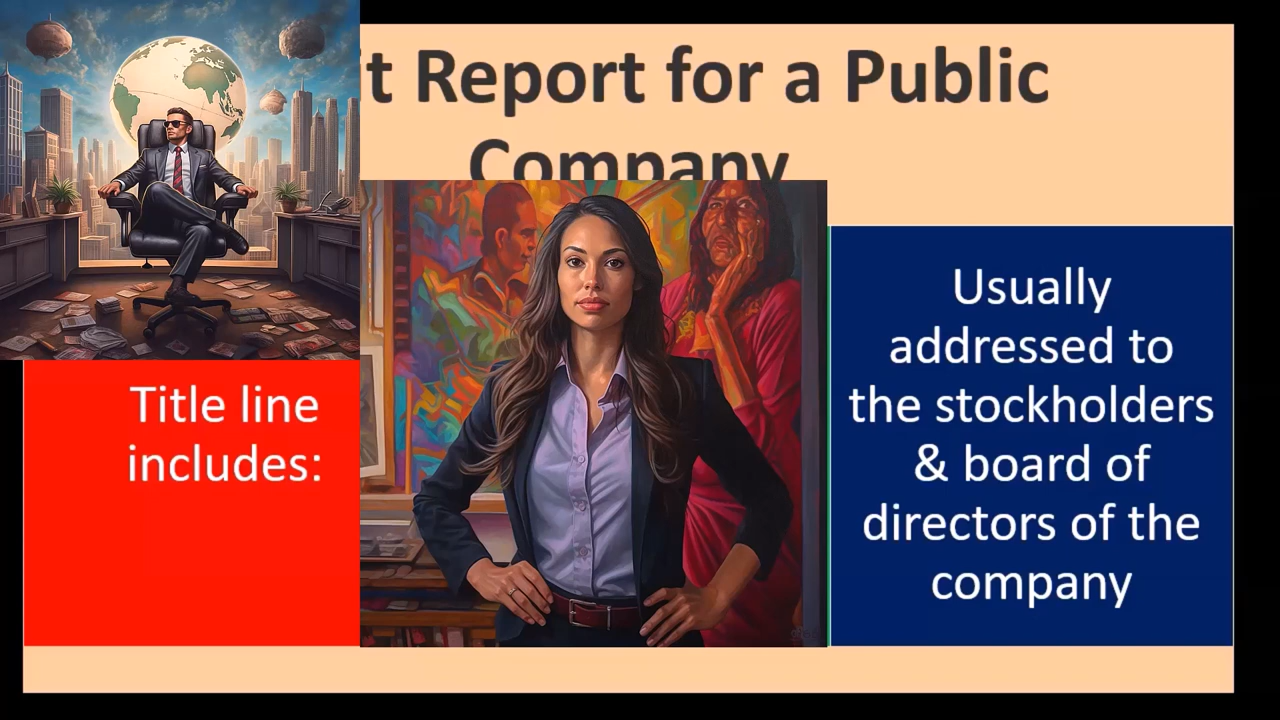 t Report for a Public
Company
Title line
includes:
Usually
addressed to
the stockholders
& board of
directors of the
company